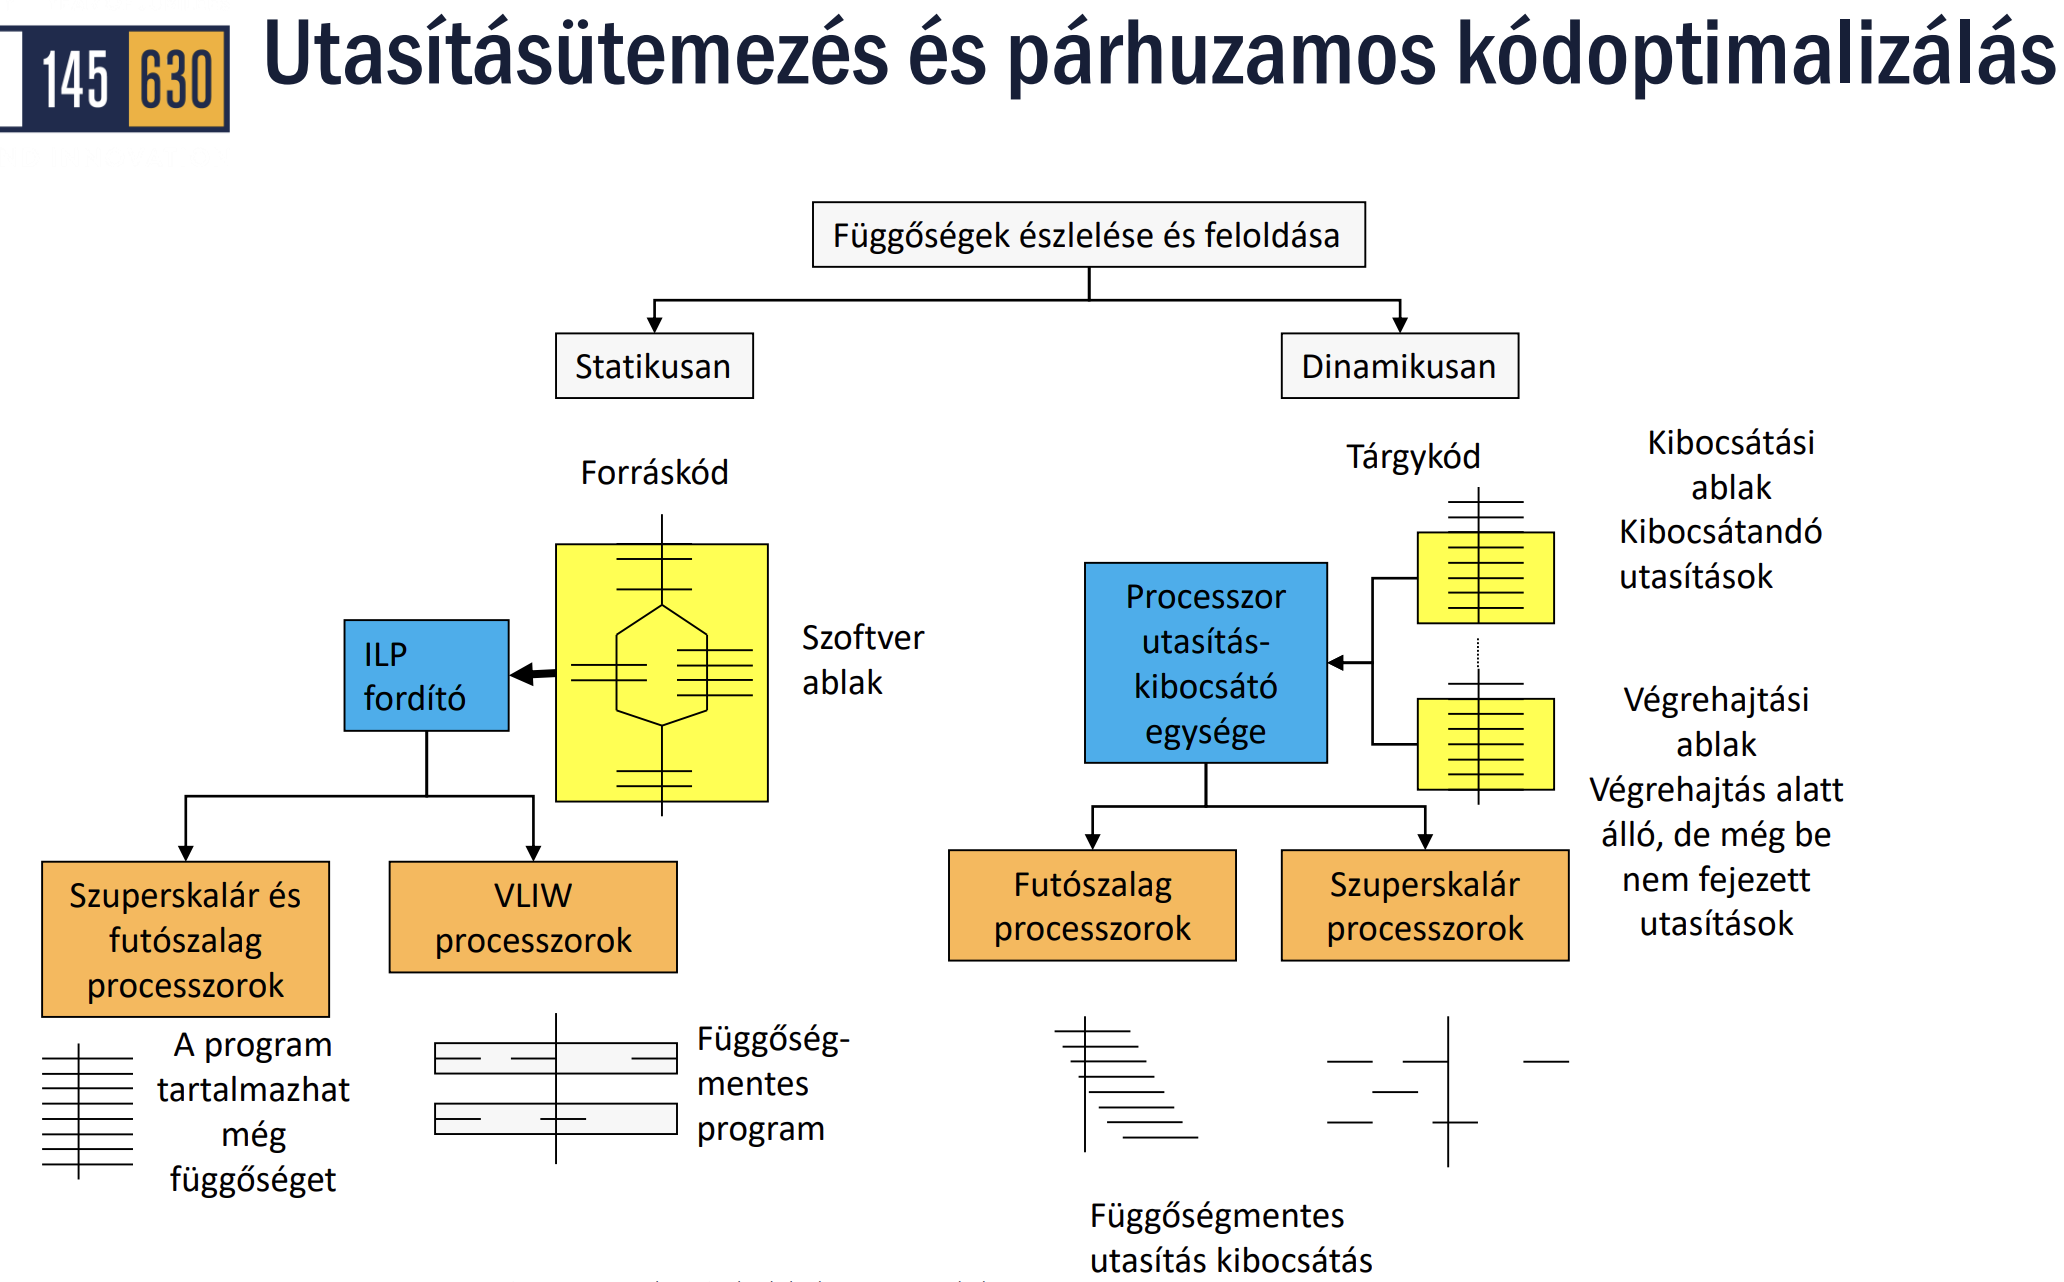 145 630
Utasításütemezés és párhuzamos kódoptimalizálás
Függőségek észlelése és feloldása
Statikusan
Dinamikusan
Forráskód
Szoftver
ablak
ILP
fordító
Szuperskalár és
futószalag
processzorok
VLIW
processzorok
A program
tartalmazhat
még
függőséget
Függőség-
mentes
program
Tárgykód
Kibocsátási
ablak
Kibocsátandó
utasítások
Processzor
utasítás-
kibocsátó
egysége
Végrehajtási
ablak
Végrehajtás alatt
álló, de még be
nem fejezett
utasítások
Futószalag
processzorok
Szuperskalár
processzorok
Függőségmentes
utasítás kibocsátás